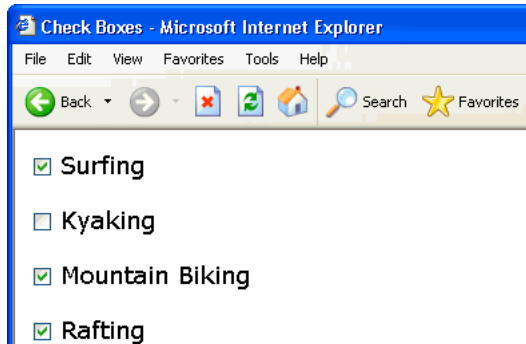 Check Boxes - Microsoft Internet Explorer
File Edit View Favorites Tools Help
Back Search Favorites
Surfing
Kyaking
Mountain Biking
Rafting